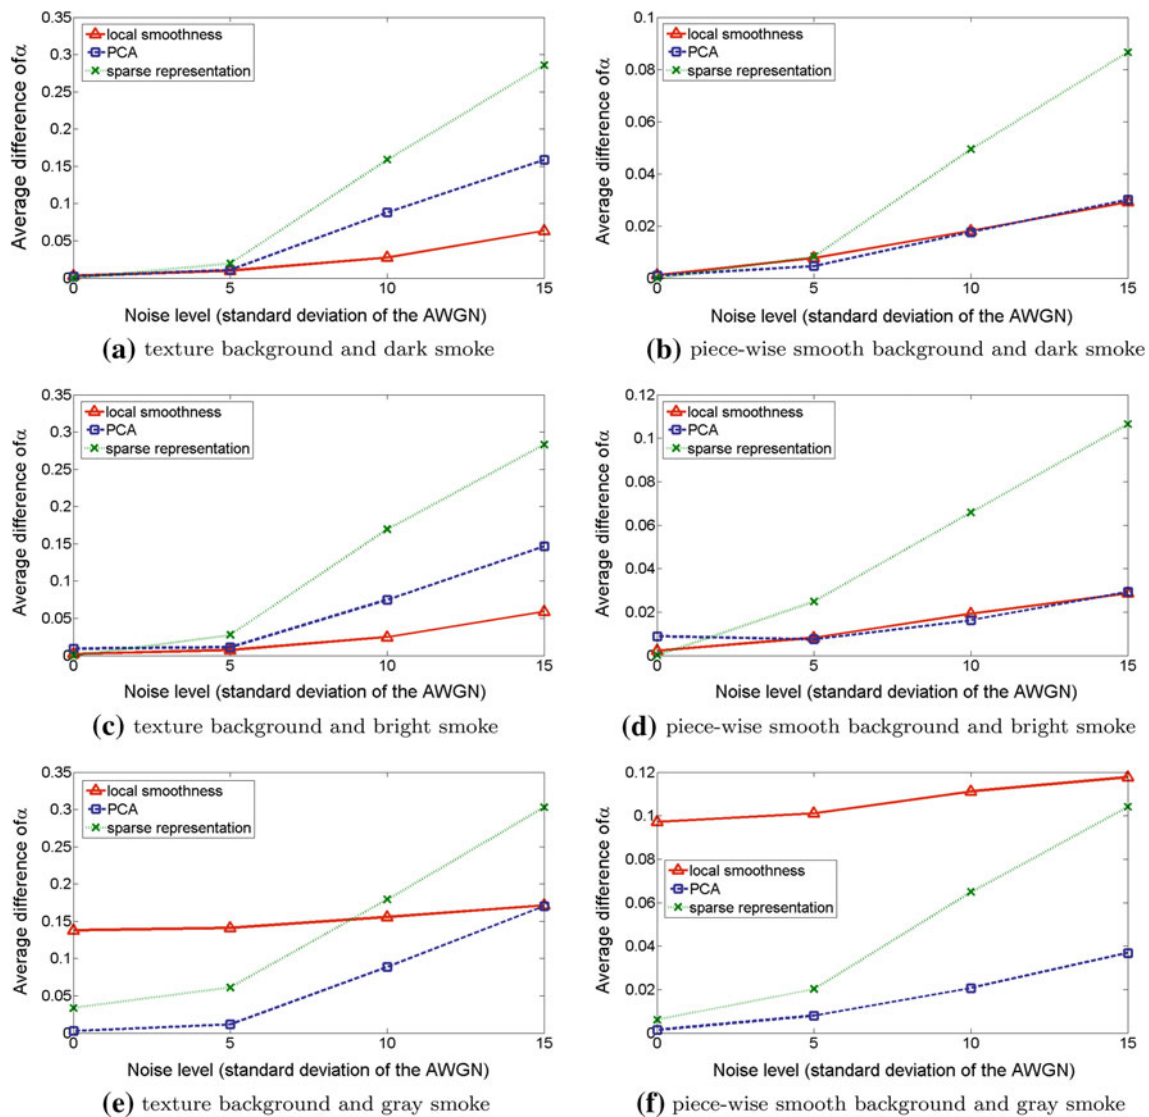 0.35
0.3
0.25
0.2
0.15
0.1
0.05
0
0 5 10 15
Average difference of α
local smoothness
PCA
sparse representation
Noise level (standard deviation of the AWGN)
(a) texture background and dark smoke
0.1
0.08
0.06
0.04
0.02
0
0 5 10 15
Average difference of α
local smoothness
PCA
sparse representation
Noise level (standard deviation of the AWGN)
(b) piece-wise smooth background and dark smoke
0.35
0.3
0.25
0.2
0.15
0.1
0.05
0
0 5 10 15
Average difference of α
local smoothness
PCA
sparse representation
Noise level (standard deviation of the AWGN)
(c) texture background and bright smoke
0.12
0.1
0.08
0.06
0.04
0.02
0
0 5 10 15
Average difference of α
local smoothness
PCA
sparse representation
Noise level (standard deviation of the AWGN)
(d) piece-wise smooth background and bright smoke
0.35
0.3
0.25
0.2
0.15
0.1
0.05
0
0 5 10 15
Average difference of α
local smoothness
PCA
sparse representation
Noise level (standard deviation of the AWGN)
(e) texture background and gray smoke
0.12
0.1
0.08
0.06
0.04
0.02
0
0 5 10 15
Average difference of α
local smoothness
PCA
sparse representation
Noise level (standard deviation of the AWGN)
(f) piece-wise smooth background and gray smoke